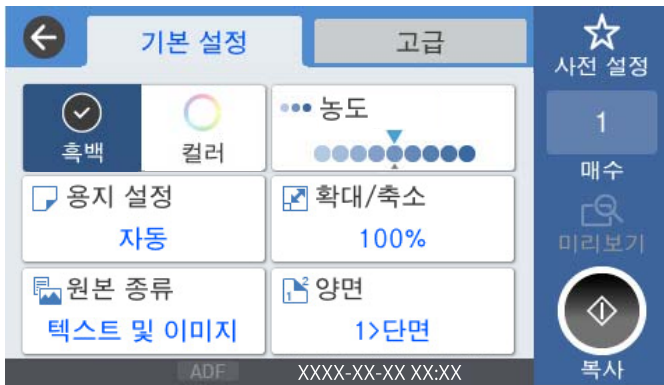 기본 설정
고급
사전 설정
흑백
컬러
농도
1
매수
용지 설정
자동
확대/축소
100%
미리보기
원본 종류
텍스트 및 이미지
1 2 양면
1>단면
복사
ADF
XXXX-XX-XX XX:XX